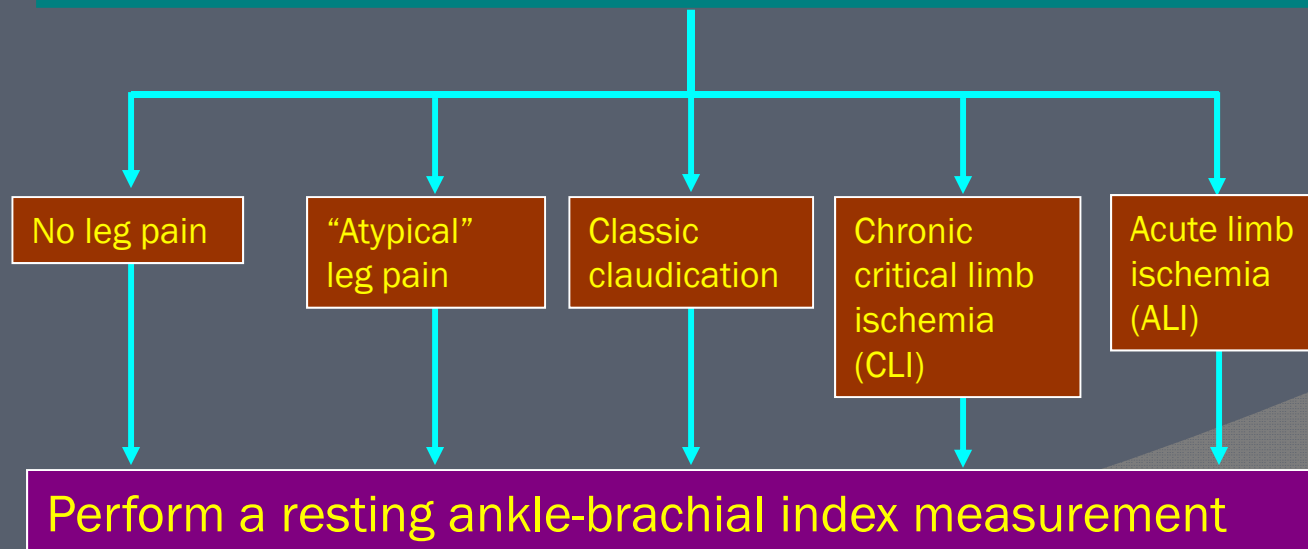 No leg pain
“Atypical”
leg pain
Classic
claudication
Chronic
critical limb
ischemia
(CLI)
Acute limb
ischemia
(ALI)
Perform a resting ankle-brachial index measurement